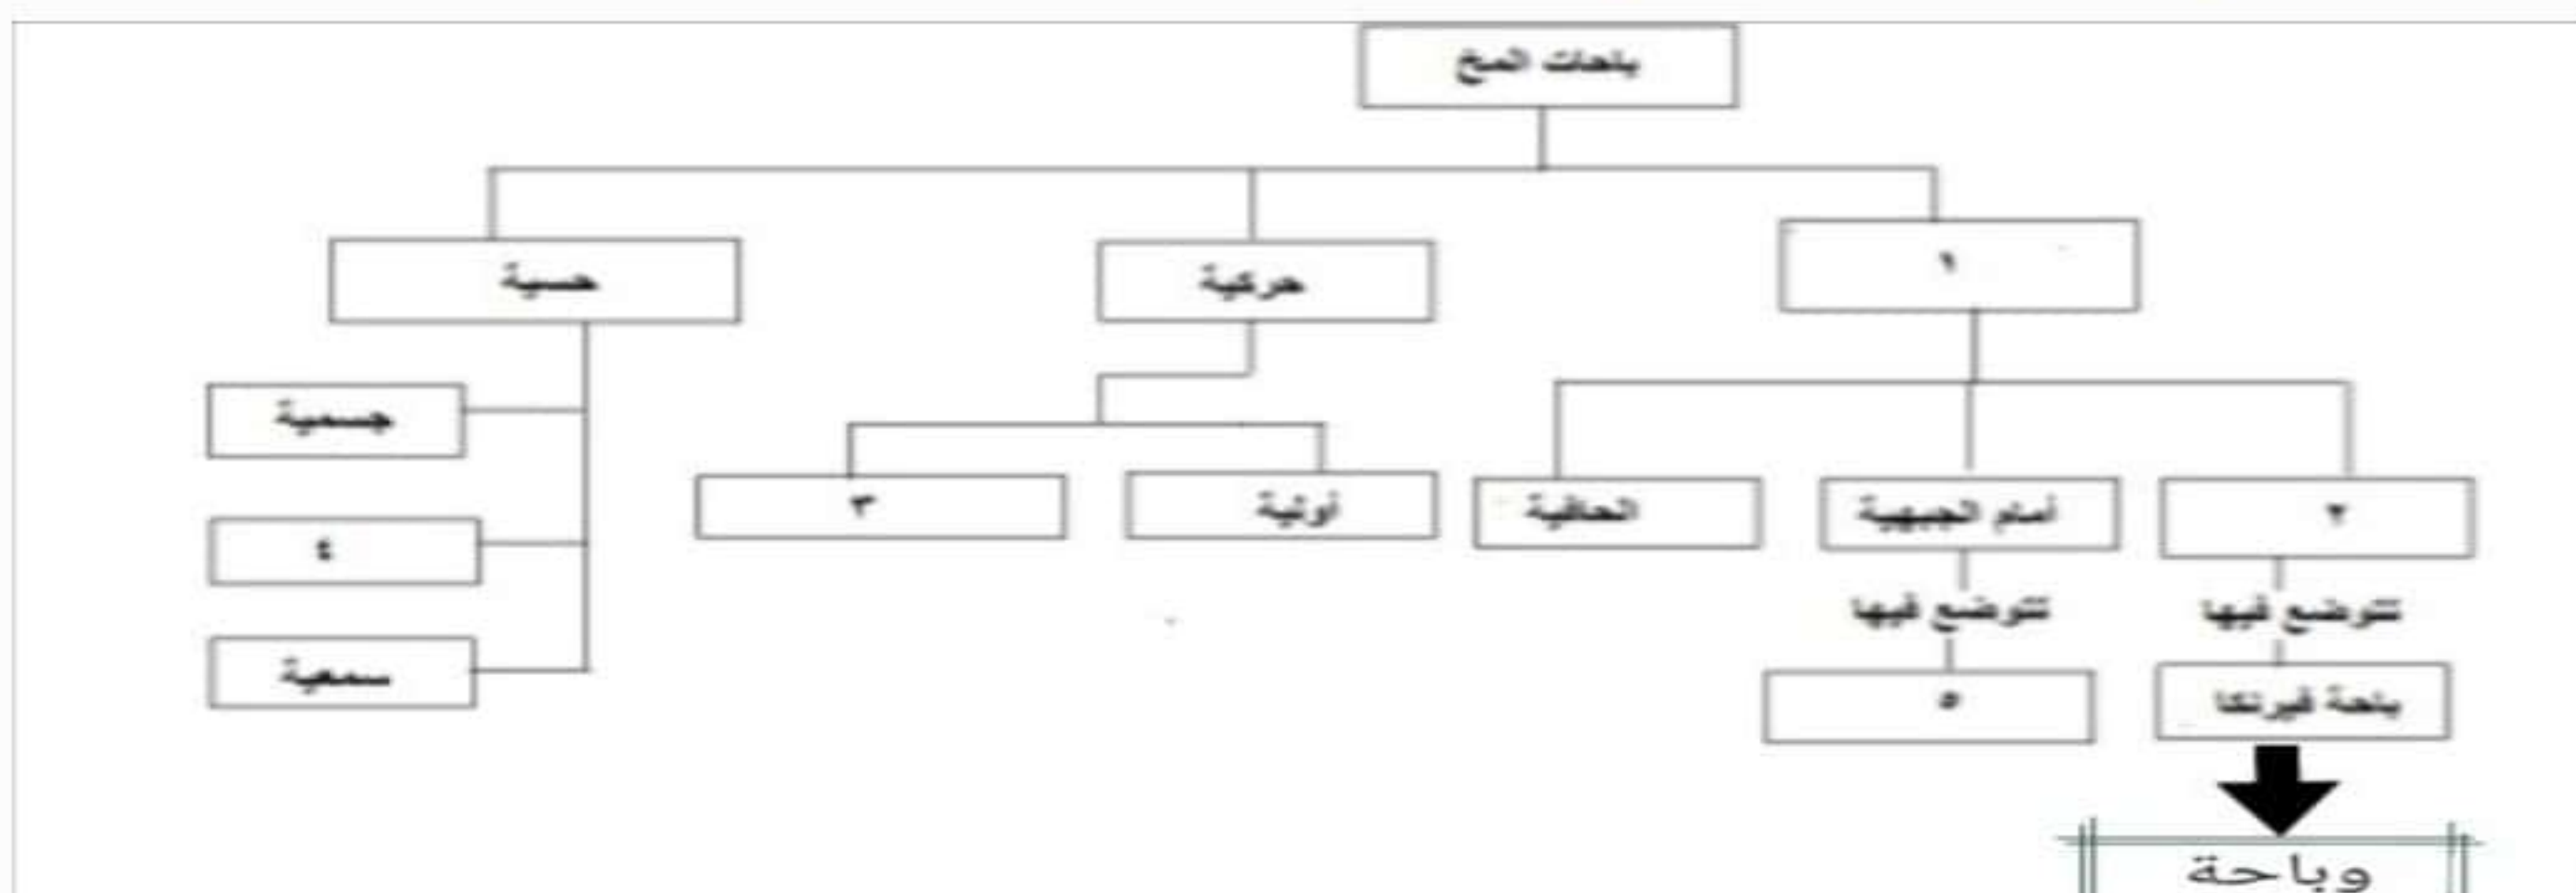 باحات المخ
١
حركية
حسية
٢
أمام الجبهية
الحافية
أولية
٣
جسمية
٤
سمعية
تتوضع فيها
تتوضع فيها
باحة فيرنكا
٥
وباحة